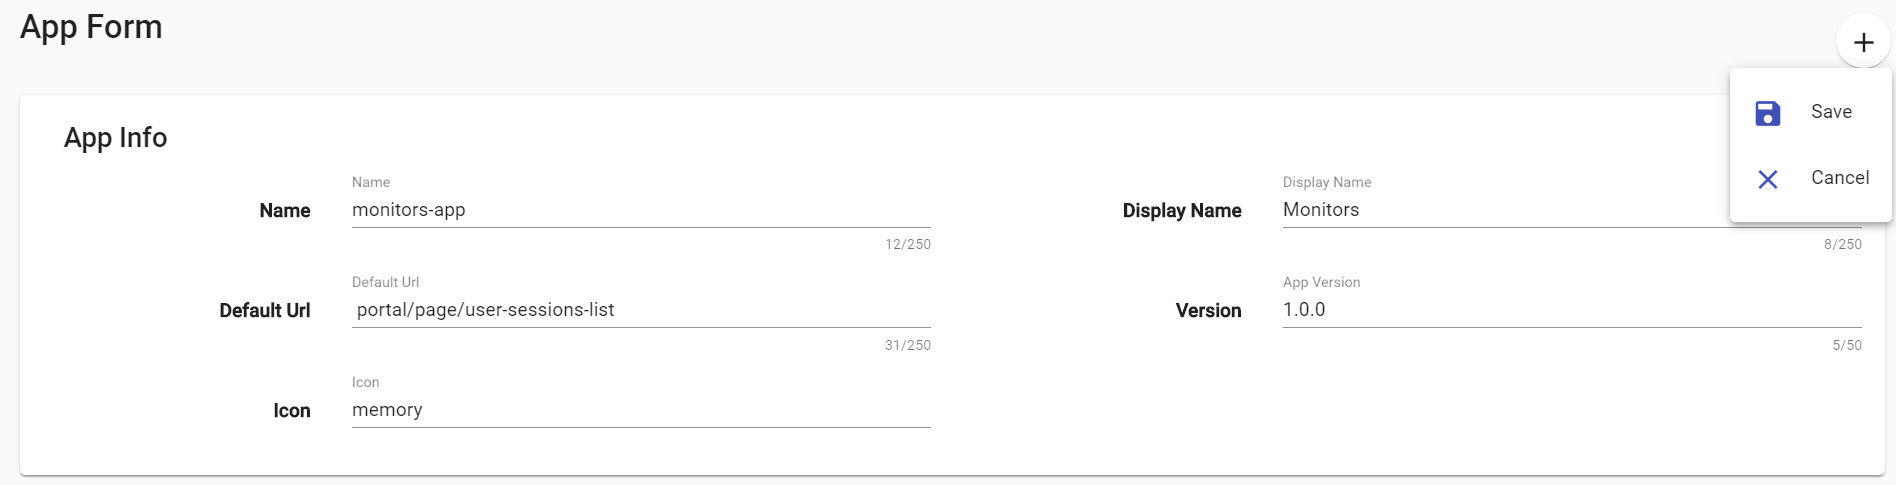 App Form
+
Save
Cancel
App Info
Name
Name
monitors-app
12/250
Display Name
Display Name
Monitors
8/250
Default Url
Default Url
portal/page/user-sessions-list
31/250
Version
App Version
1.0.0
5/50
Icon
Icon
memory